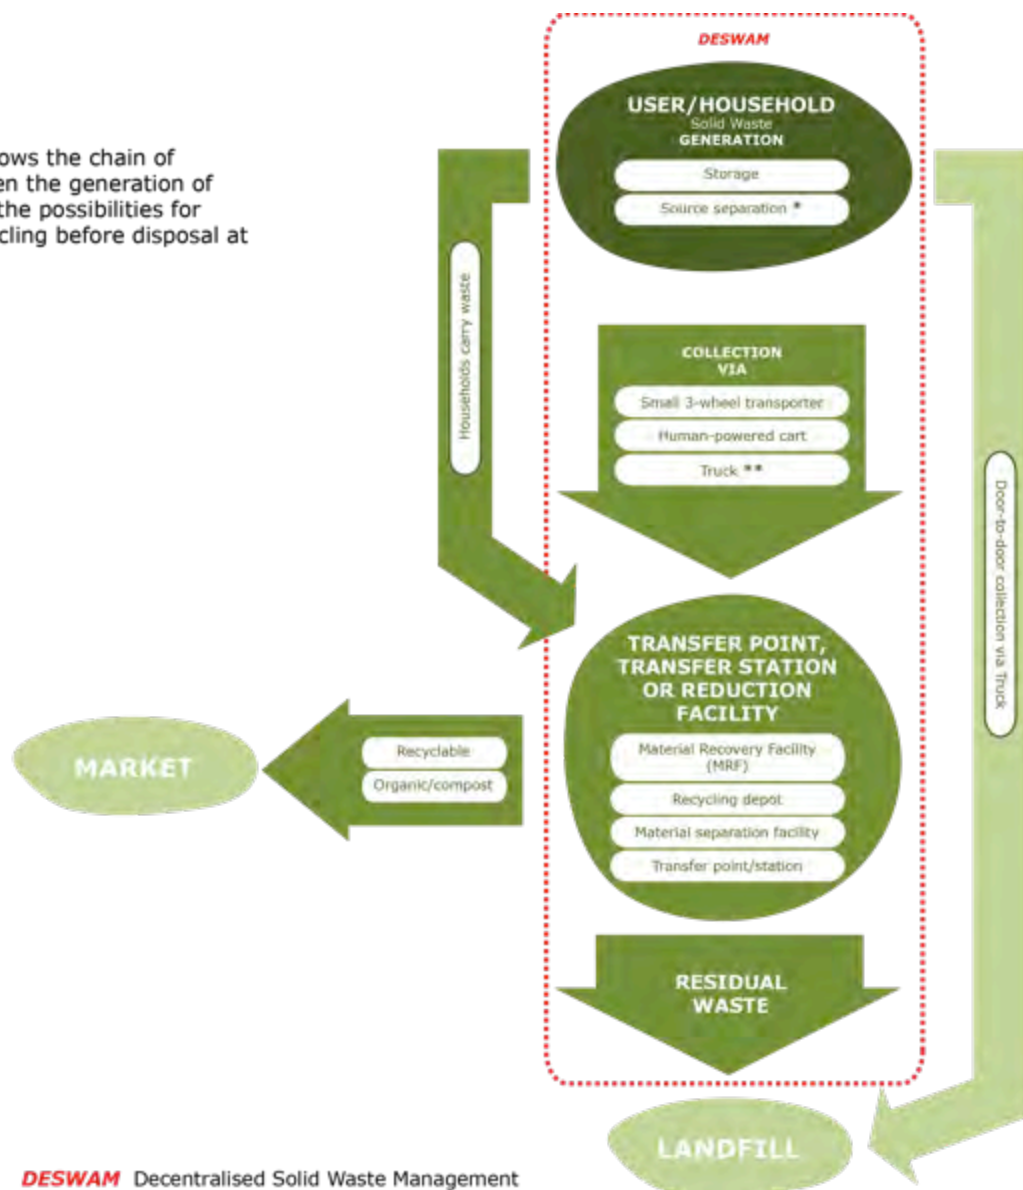 DESWAM
USER/HOUSEHOLD
Solid Waste
GENERATION
Storage
Source separation *
ows the chain of
en the generation of
the possibilities for
cling before disposal at
Households carry waste
COLLECTION
VIA
Small 3-wheel transporter
Human-powered cart
Truck **
Door-to-door collection via Truck
TRANSFER POINT,
TRANSFER STATION
OR REDUCTION
FACILITY
Material Recovery Facility
(MRF)
Recycling depot
Material separation facility
Transfer point/station
MARKET
Recyclable
Organic/compost
RESIDUAL
WASTE
LANDFILL
DESWAM Decentralised Solid Waste Management